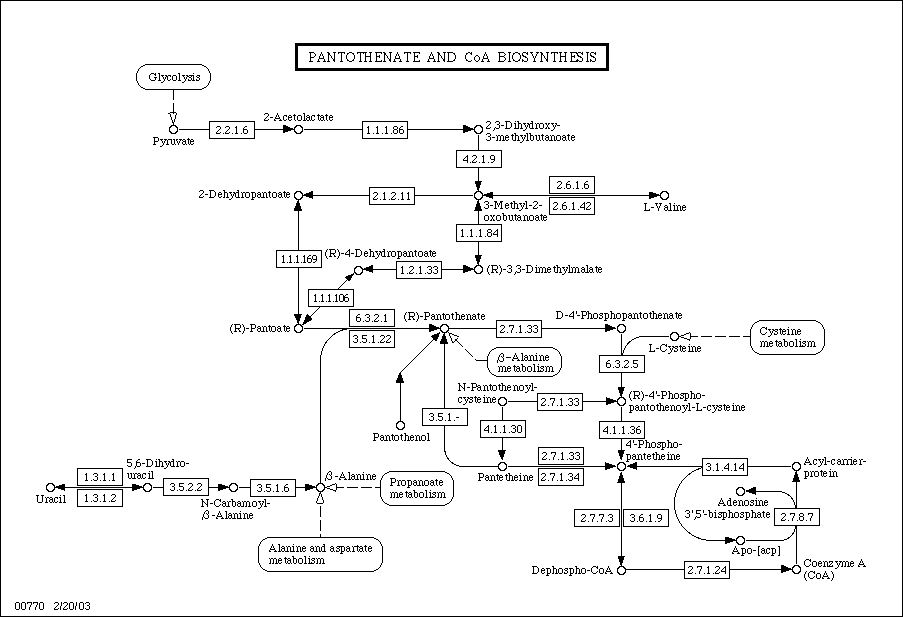 PANTOTHENATE AND CoA BIOSYNTHESIS
Glycolysis
2-Acetolactate
2,3-Dihydroxy-
3-methylbutanoate
2.2.1.6
1.1.1.86
Pyruvate
4.2.1.9
2-Dehydropantoate
2.1.2.11
2.6.1.6
2.6.1.42
3-Methyl-2-
oxobutanoate
L-Valine
1.1.1.84
1.1.1.169
(R)-4-Dehydropantoate
1.2.1.33
(R)-3,3-Dimethylmalate
1.1.1.106
6.3.2.1
(R)-Pantothenate
D-4'-Phosphopantothenate
(R)-Pantoate
3.5.1.22
2.7.1.33
L-Cysteine
Cysteine
metabolism
β-Alanine
metabolism
6.3.2.5
N-Pantothenoyl-
cysteine
2.7.1.33
(R)-4'-Phospho-
pantothenoyl-L-cysteine
3.5.1.-
Pantothenol
4.1.1.30
4.1.1.36
4'-Phospho-
pantetheine
2.7.1.33
2.7.1.34
Pantetheine
3.1.4.14
Acyl-carrier-
protein
5,6-Dihydro-
uracil
β-Alanine
Propanoate
metabolism
1.3.1.1
1.3.1.2
Uracil
3.5.2.2
3.5.1.6
N-Carbamoyl-
β-Alanine
Adenosine
3',5'-bisphosphate
2.7.7.3
3.6.1.9
2.7.8.7
Apo-[acp]
Alanine and aspartate
metabolism
Dephospho-CoA
2.7.1.24
Coenzyme A
(CoA)
00770 2/20/03